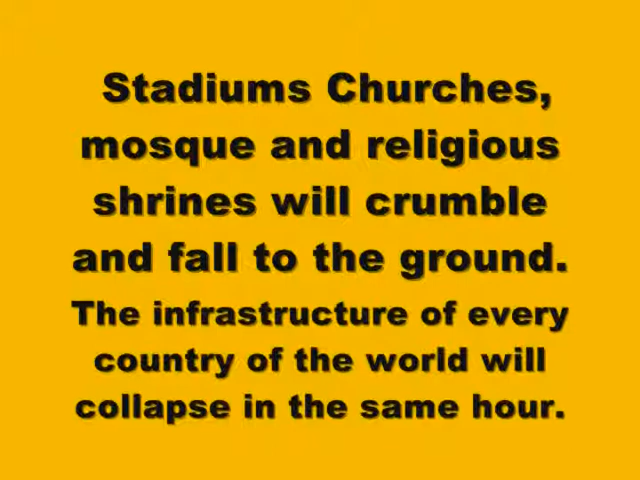 Stadiums Churches,
mosque and religious
shrines will crumble
and fall to the ground.
The infrastructure of every
country of the world will
collapse in the same hour.